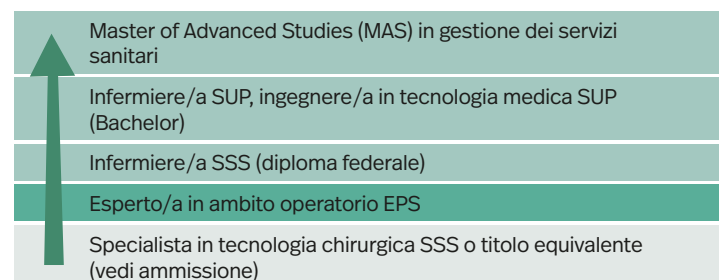 Master of Advanced Studies (MAS) in gestione dei servizi
sanitari
Infermiere/a SUP, ingegnere/a in tecnologia medica SUP
(Bachelor)
Infermiere/a SSS (diploma federale)
Esperto/a in ambito operatorio EPS
Specialista in tecnologia chirurgica SSS o titolo equivalente
(vedi ammissione)